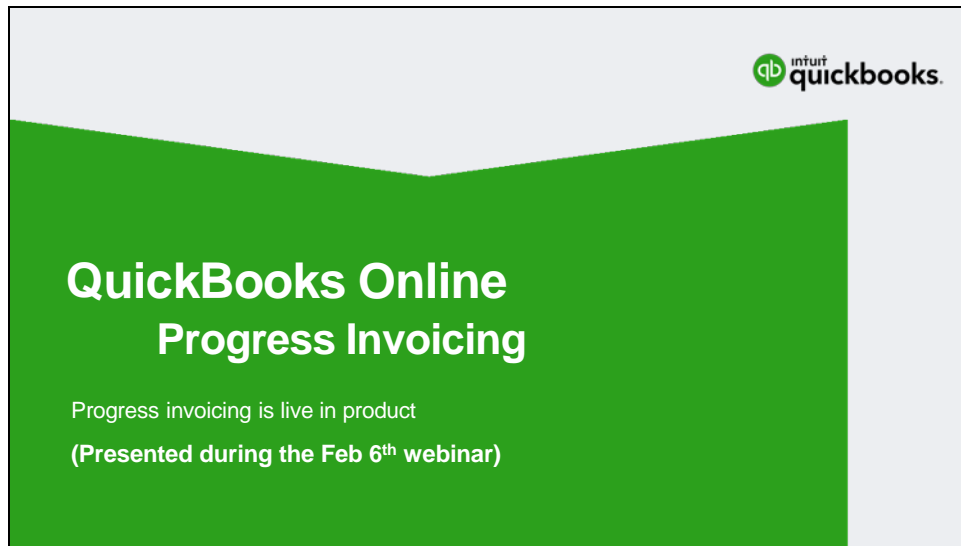 intuit
quickbooks.
QuickBooks Online
Progress Invoicing
Progress invoicing is live in product
(Presented during the Feb 6th webinar)